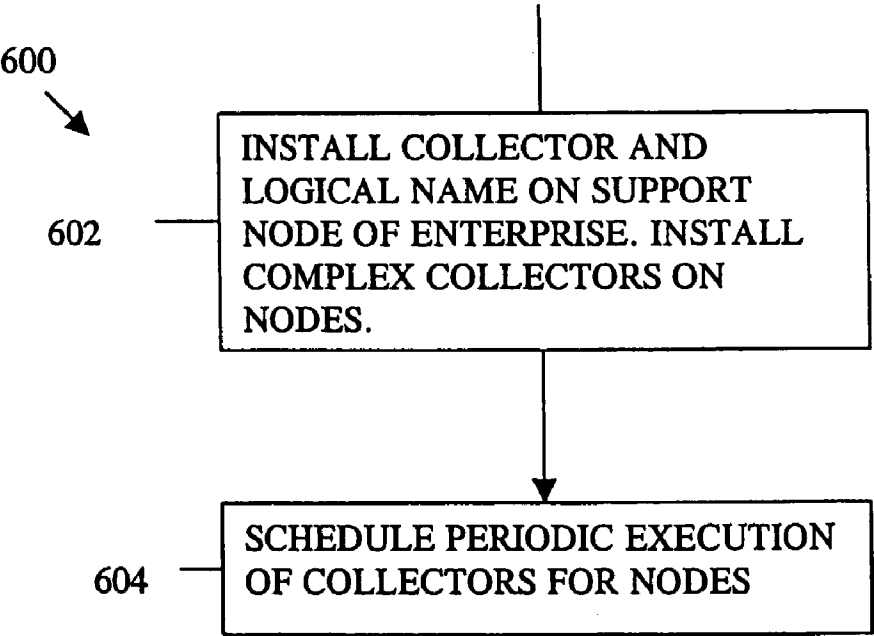 600
INSTALL COLLECTOR AND
LOGICAL NAME ON SUPPORT
NODE OF ENTERPRISE. INSTALL
COMPLEX COLLECTORS ON
NODES.
602
SCHEDULE PERIODIC EXECUTION
OF COLLECTORS FOR NODES
604